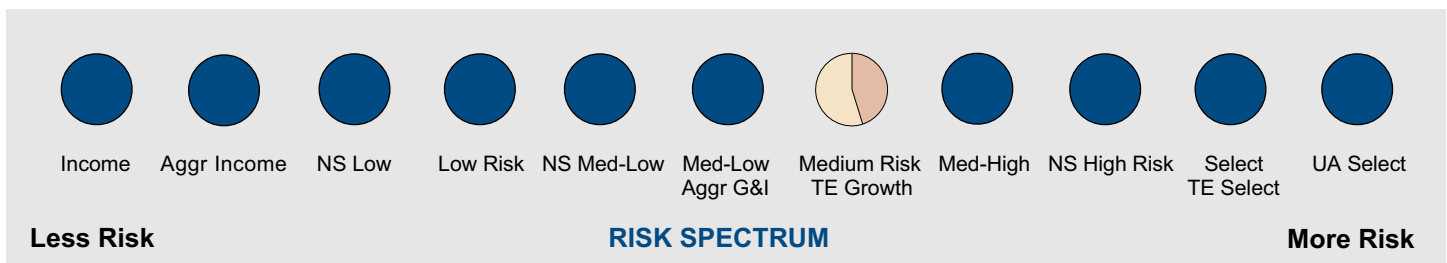 Income Aggr Income NS Low Low Risk NS Med-Low Med-Low Medium Risk Med-High NS High Risk Select UA Select
Aggr G&I TE Growth TE Select
Less Risk RISK SPECTRUM More Risk